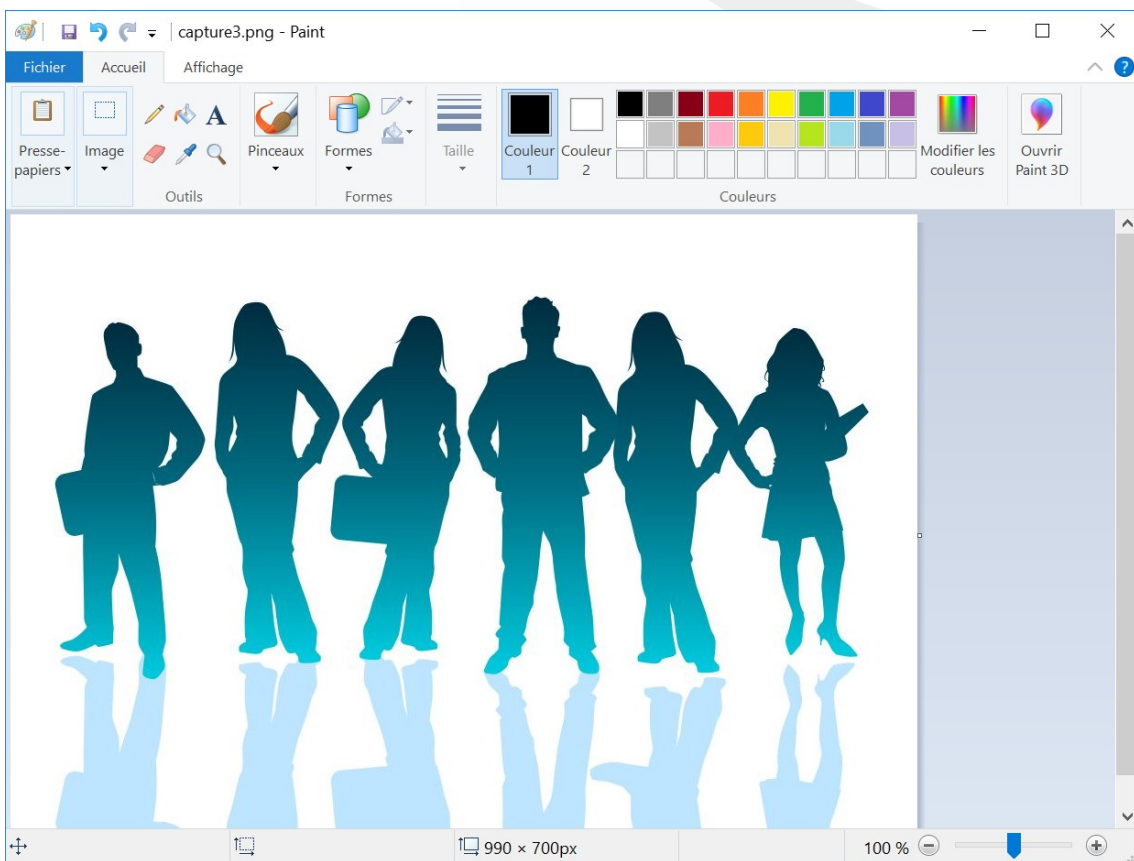 capture3.png - Paint
Fichier Accueil Affichage
Presse-
papiers
Image
A
Outils
Pinceaux
Formes
Formes
Taille
Couleur
1
Couleur
2
Couleurs
Modifier les
couleurs
Ouvrir
Paint 3D
?
990 × 700px
100 %